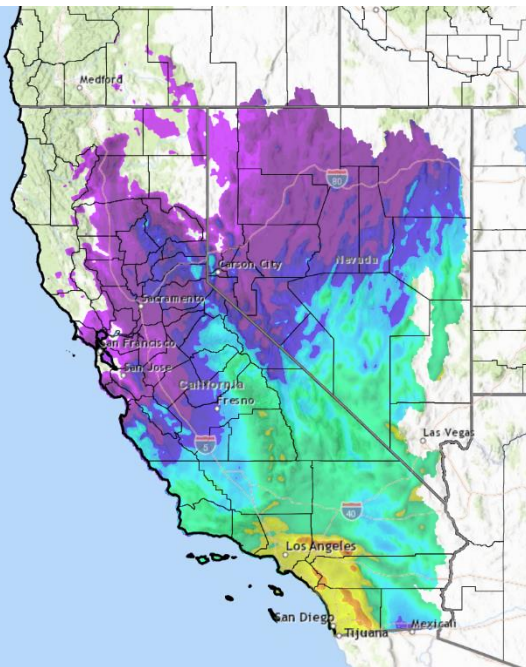 Medford
80
Carson City
Nevada
Sacramento
San Francisco
San Jose
California
Fresno
5
Las Vegas
40
Los Angeles
San Diego
Tijuana
Mexicali